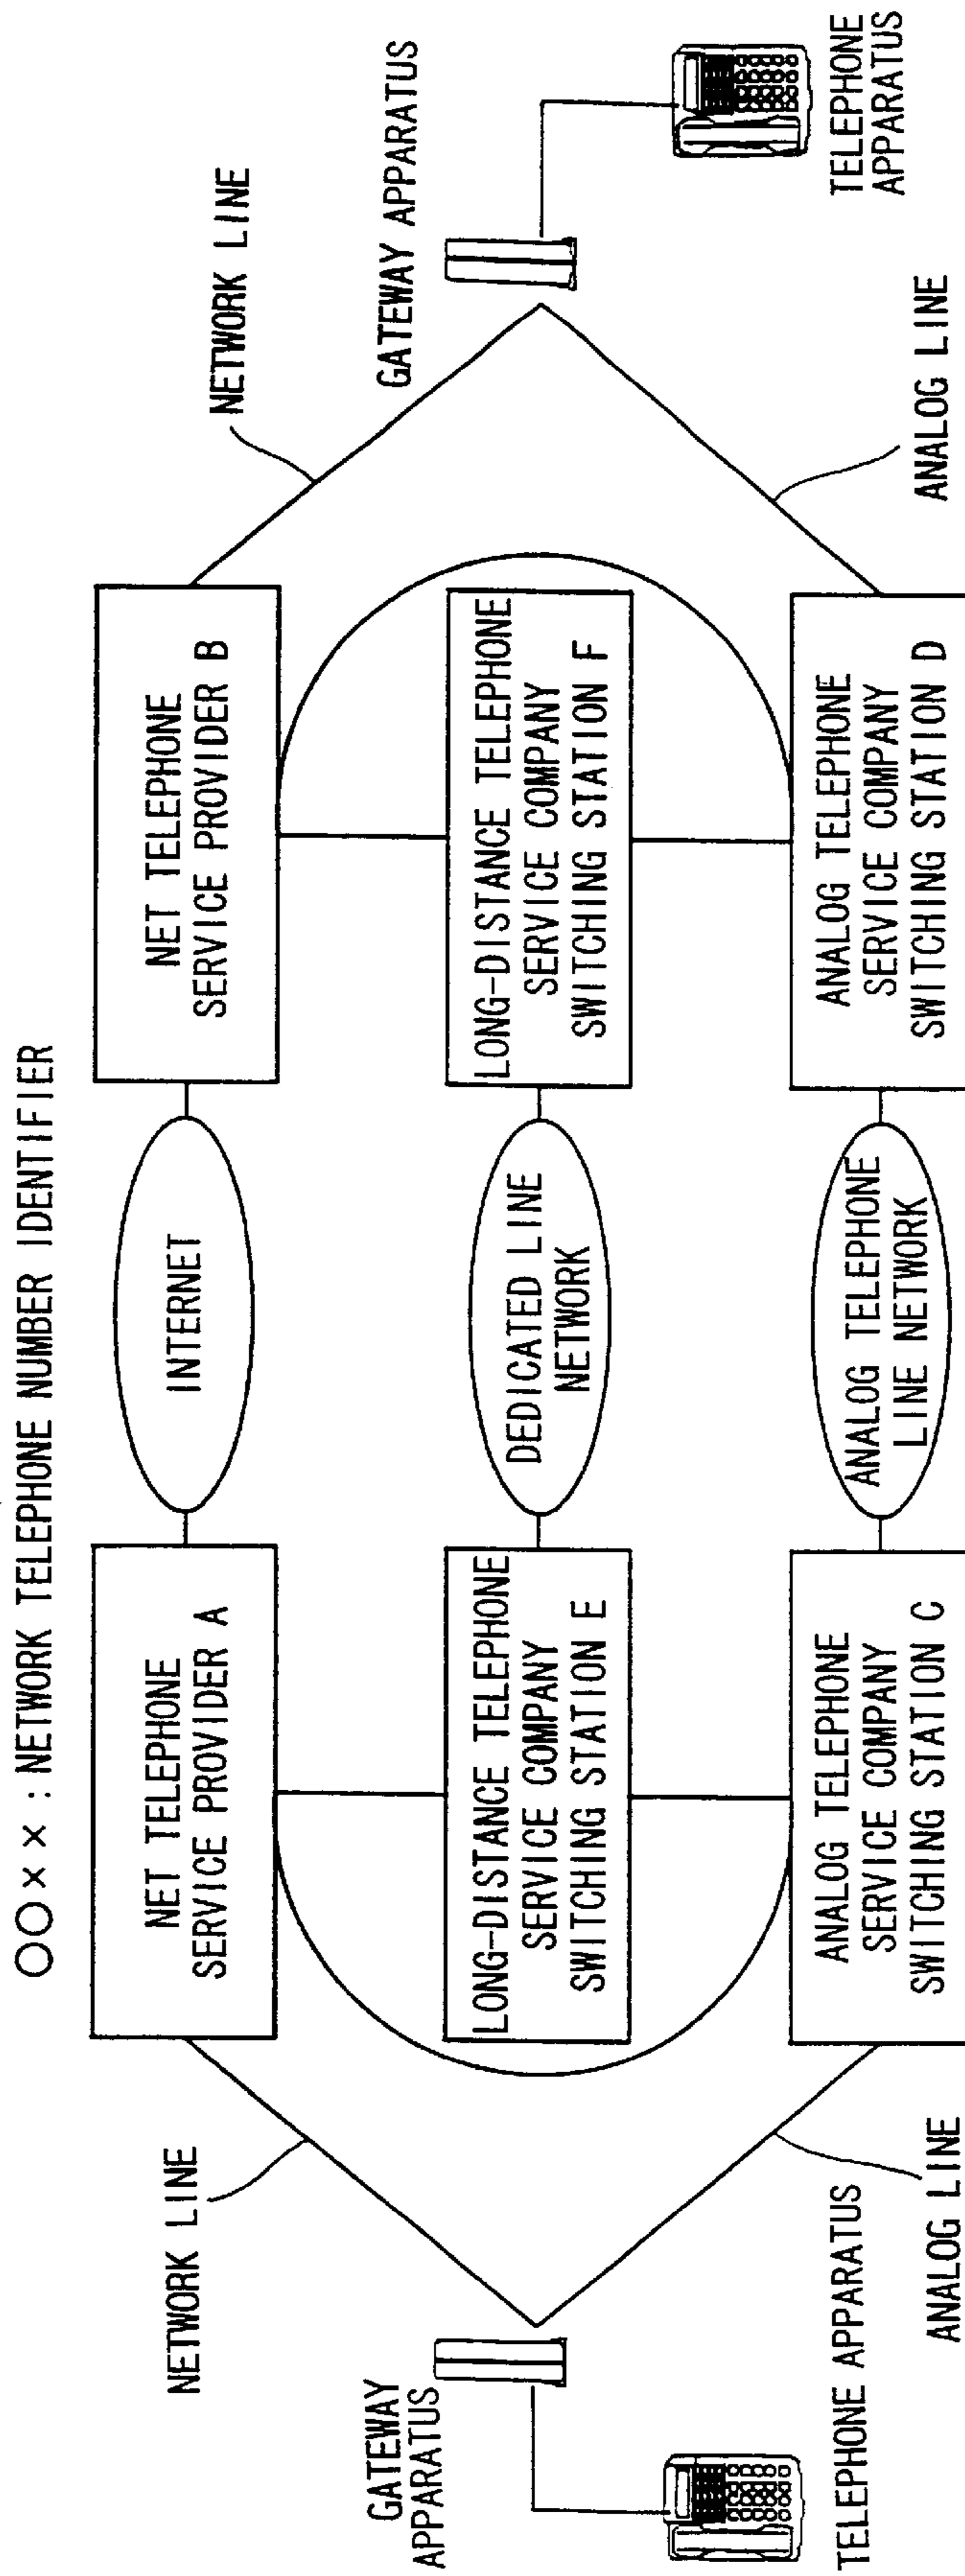 ○○×× : NETWORK TELEPHONE NUMBER IDENTIFIER
NETWORK LINE
NET TELEPHONE
SERVICE PROVIDER A
INTERNET
NET TELEPHONE
SERVICE PROVIDER B
NETWORK LINE
GATEWAY
APPARATUS
LONG-DISTANCE TELEPHONE
SERVICE COMPANY
SWITCHING STATION E
DEDICATED LINE
NETWORK
LONG-DISTANCE TELEPHONE
SERVICE COMPANY
SWITCHING STATION F
GATEWAY APPARATUS
TELEPHONE APPARATUS
ANALOG LINE
ANALOG TELEPHONE
SERVICE COMPANY
SWITCHING STATION C
ANALOG TELEPHONE
LINE NETWORK
ANALOG TELEPHONE
SERVICE COMPANY
SWITCHING STATION D
ANALOG LINE
TELEPHONE
APPARATUS